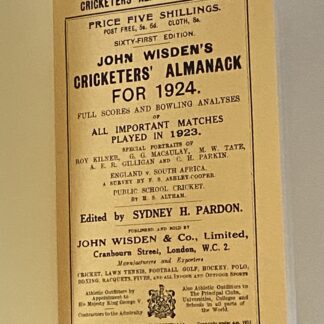 CRICKETERS' ALMANACK
PRICE FIVE SHILLINGS.
POST FREE, 5s. 6d. CLOTH, 8s.
SIXTY-FIRST EDITION.
JOHN WISDEN'S
CRICKETERS' ALMANACK
FOR 1924.
FULL SCORES AND BOWLING ANALYSES
OF
ALL IMPORTANT MATCHES
PLAYED IN 1923.
SPECIAL PORTRAITS OF
ROY KILNER, G. G. MACAULAY, M. W. TATE,
A. E. R. GILLIGAN and C. H. PARKIN.
ENGLAND v. SOUTH AFRICA.
A SURVEY BY F. S. ASHLEY-COOPER.
PUBLIC SCHOOL CRICKET.
BY H. S. ALTHAM.
Edited by SYDNEY H. PARDON.
PUBLISHED AND SOLD BY
JOHN WISDEN & Co., Limited,
Cranbourn Street, London, W.C. 2.
Manufacturers and Exporters
CRICKET, LAWN TENNIS, FOOTBALL, GOLF, HOCKEY, POLO,
BOXING, RACQUETS, FIVES, AND ALL INDOOR AND OUTDOOR SPORTS
Athletic Outfitters by
Appointment to
His Majesty King George V.
Contractors to the Admiralty
Also Athletic Outfitters to
The Principal Clubs,
Universities, Colleges
and Schools in all parts of
the World.